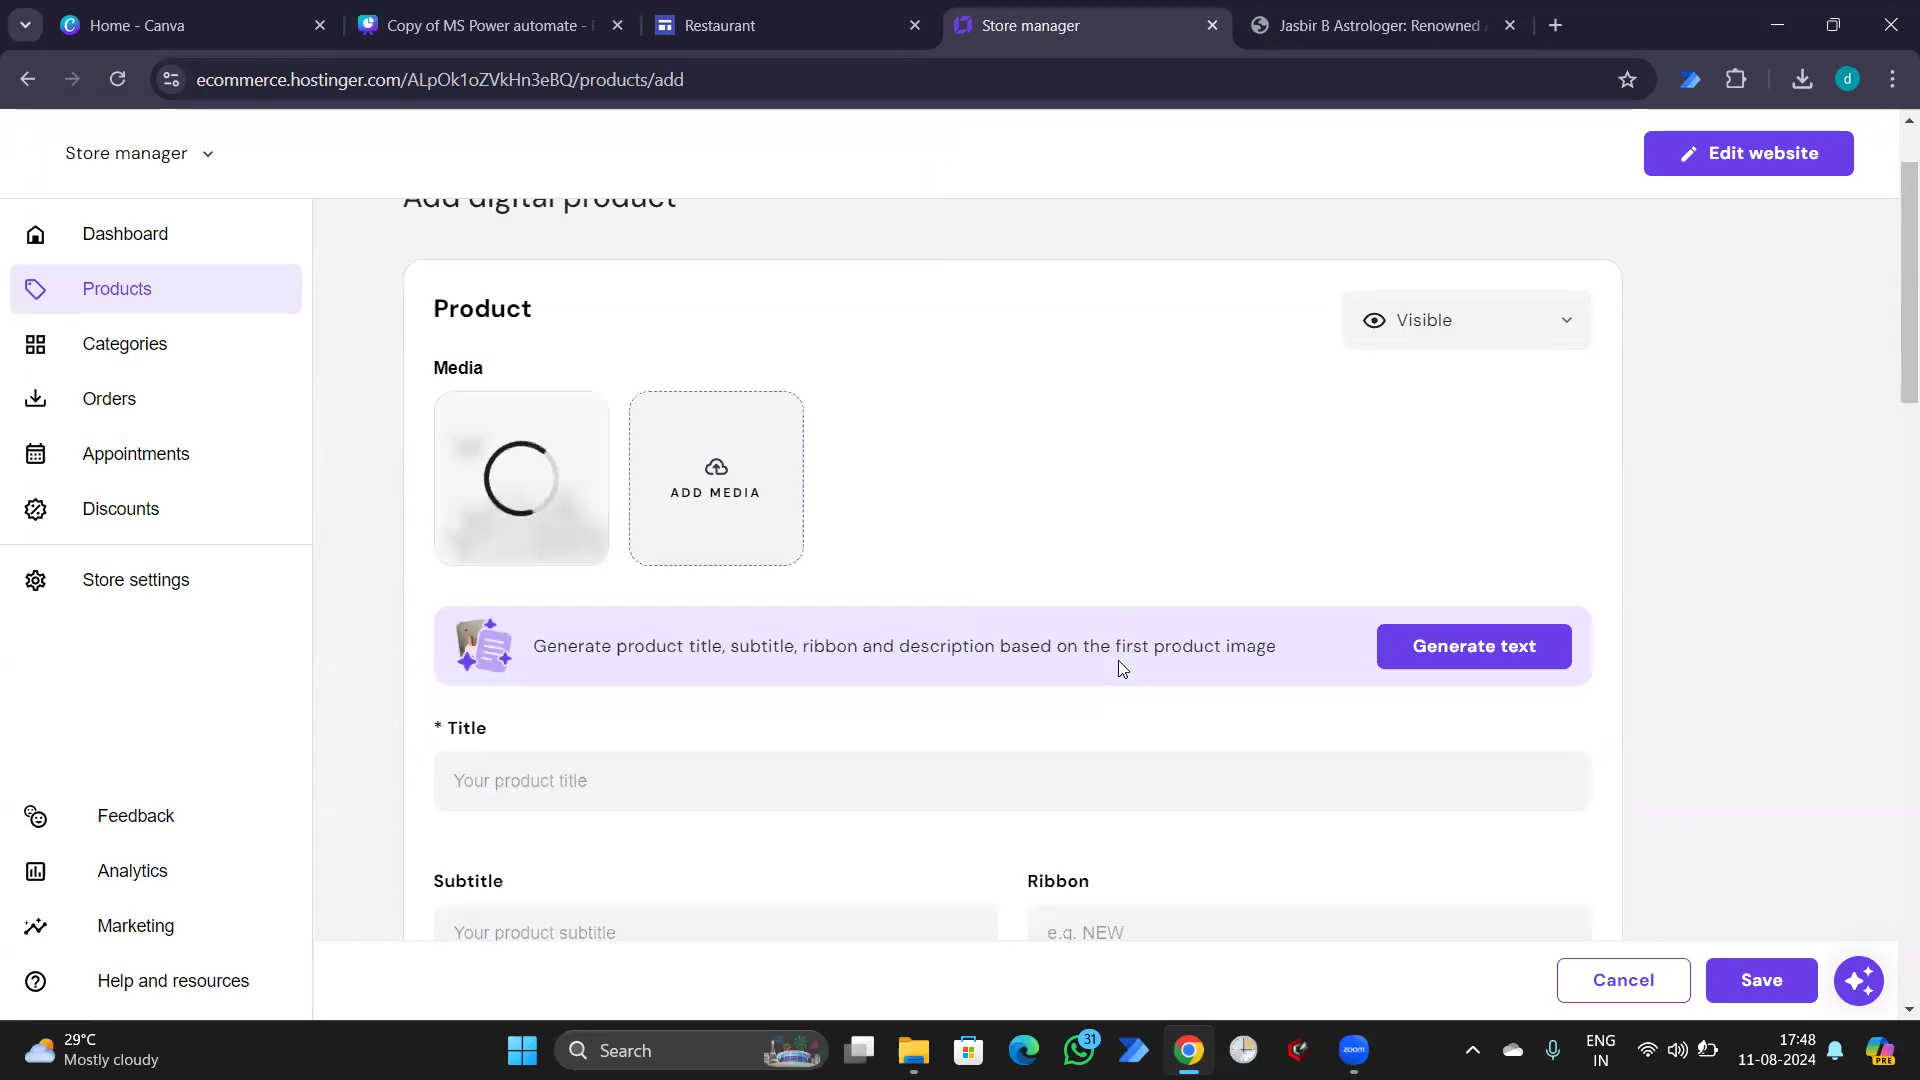 Home - Canva
Copy of MS Power automate -
Restaurant
Store manager
Jasbir B Astrologer: Renowned
ecommerce.hostinger.com/ALpOk1oZVkHn3eBQ/products/add
d
Store manager
Edit website
Dashboard
Products
Categories
Orders
Appointments
Discounts
Store settings
Feedback
Analytics
Marketing
Help and resources
Add digital product
Product
Visible
Media
ADD MEDIA
Generate product title, subtitle, ribbon and description based on the first product image
Generate text
* Title
Your product title
Subtitle
Ribbon
Your product subtitle
e.g. NEW
Cancel
Save
29°C
Mostly cloudy
Search
31
zoom
ENG
IN
17:48
11-08-2024
PRE